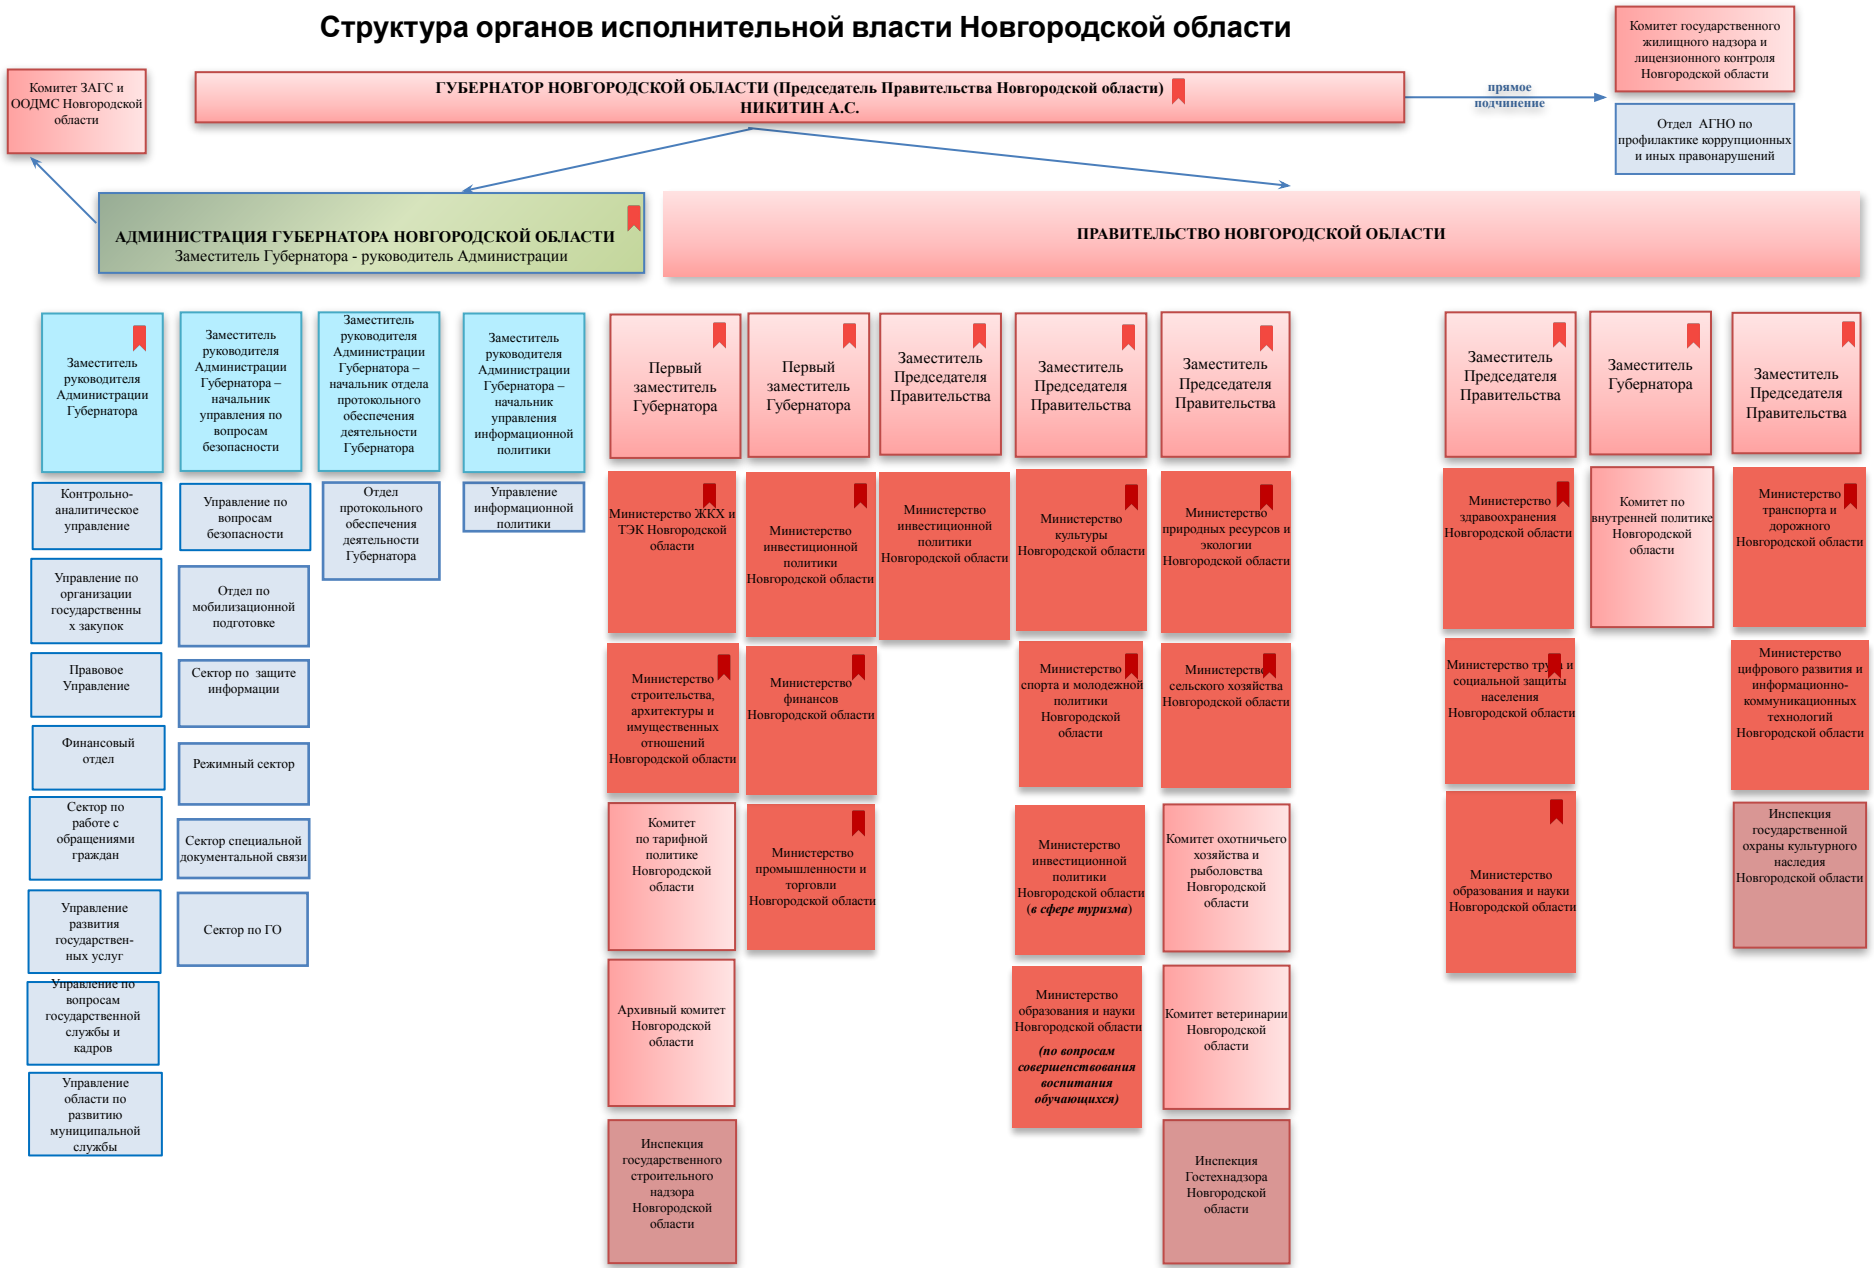 Структура органов исполнительной власти Новгородской области
Комитет ЗАГС и
ООДМС Новгородской
области
ГУБЕРНАТОР НОВГОРОДСКОЙ ОБЛАСТИ (Председатель Правительства Новгородской области)
НИКИТИН А.С.
прямое
подчинение
Комитет государственного
жилищного надзора и
лицензионного контроля
Новгородской области
Отдел АГНО по
профилактике коррупционных
и иных правонарушений
АДМИНИСТРАЦИЯ ГУБЕРНАТОРА НОВГОРОДСКОЙ ОБЛАСТИ
Заместитель Губернатора - руководитель Администрации
ПРАВИТЕЛЬСТВО НОВГОРОДСКОЙ ОБЛАСТИ
Заместитель
руководителя
Администрации
Губернатора
Контрольно-
аналитическое
управление
Управление по
организации
государственны
х закупок
Правовое
Управление
Финансовый
отдел
Сектор по
работе с
обращениями
граждан
Управление
развития
государствен-
ных услуг
Управление по
вопросам
государственной
службы и
кадров
Управление
области по
развитию
муниципальной
службы
Заместитель
руководителя
Администрации
Губернатора –
начальник
управления по
вопросам
безопасности
Управление по
вопросам
безопасности
Отдел по
мобилизационной
подготовке
Сектор по защите
информации
Режимный сектор
Сектор специальной
документальной связи
Сектор по ГО
Заместитель
руководителя
Администрации
Губернатора –
начальник отдела
протокольного
обеспечения
деятельности
Губернатора
Отдел
протокольного
обеспечения
деятельности
Губернатора
Заместитель
руководителя
Администрации
Губернатора –
начальник
управления
информационной
политики
Управление
информационной
политики
Первый
заместитель
Губернатора
Министерство ЖКХ и
ТЭК Новгородской
области
Министерство
строительства,
архитектуры и
имущественных
отношений
Новгородской области
Комитет
по тарифной
политике
Новгородской
области
Архивный комитет
Новгородской
области
Инспекция
государственного
строительного
надзора
Новгородской
области
Первый
заместитель
Губернатора
Министерство
инвестиционной
политики
Новгородской области
Министерство
финансов
Новгородской области
Министерство
промышленности и
торговли
Новгородской области
Заместитель
Председателя
Правительства
Министерство
инвестиционной
политики
Новгородской области
Заместитель
Председателя
Правительства
Министерство
культуры
Новгородской области
Министерство
спорта и молодежной
политики
Новгородской
области
Министерство
инвестиционной
политики
Новгородской области
(в сфере туризма)
Министерство
образования и науки
Новгородской области
(по вопросам
совершенствования
воспитания
обучающихся)
Заместитель
Председателя
Правительства
Министерство
природных ресурсов и
экологии
Новгородской области
Министерство
сельского хозяйства
Новгородской области
Комитет охотничьего
хозяйства и
рыболовства
Новгородской
области
Комитет ветеринарии
Новгородской
области
Инспекция
Гостехнадзора
Новгородской
области
Заместитель
Председателя
Правительства
Министерство
здравоохранения
Новгородской области
Министерство труда и
социальной защиты
населения
Новгородской области
Министерство
образования и науки
Новгородской области
Заместитель
Губернатора
Комитет по
внутренней политике
Новгородской
области
Заместитель
Председателя
Правительства
Министерство
транспорта и
дорожного
Новгородской области
Министерство
цифрового развития и
информационно-
коммуникационных
технологий
Новгородской области
Инспекция
государственной
охраны культурного
наследия
Новгородской области